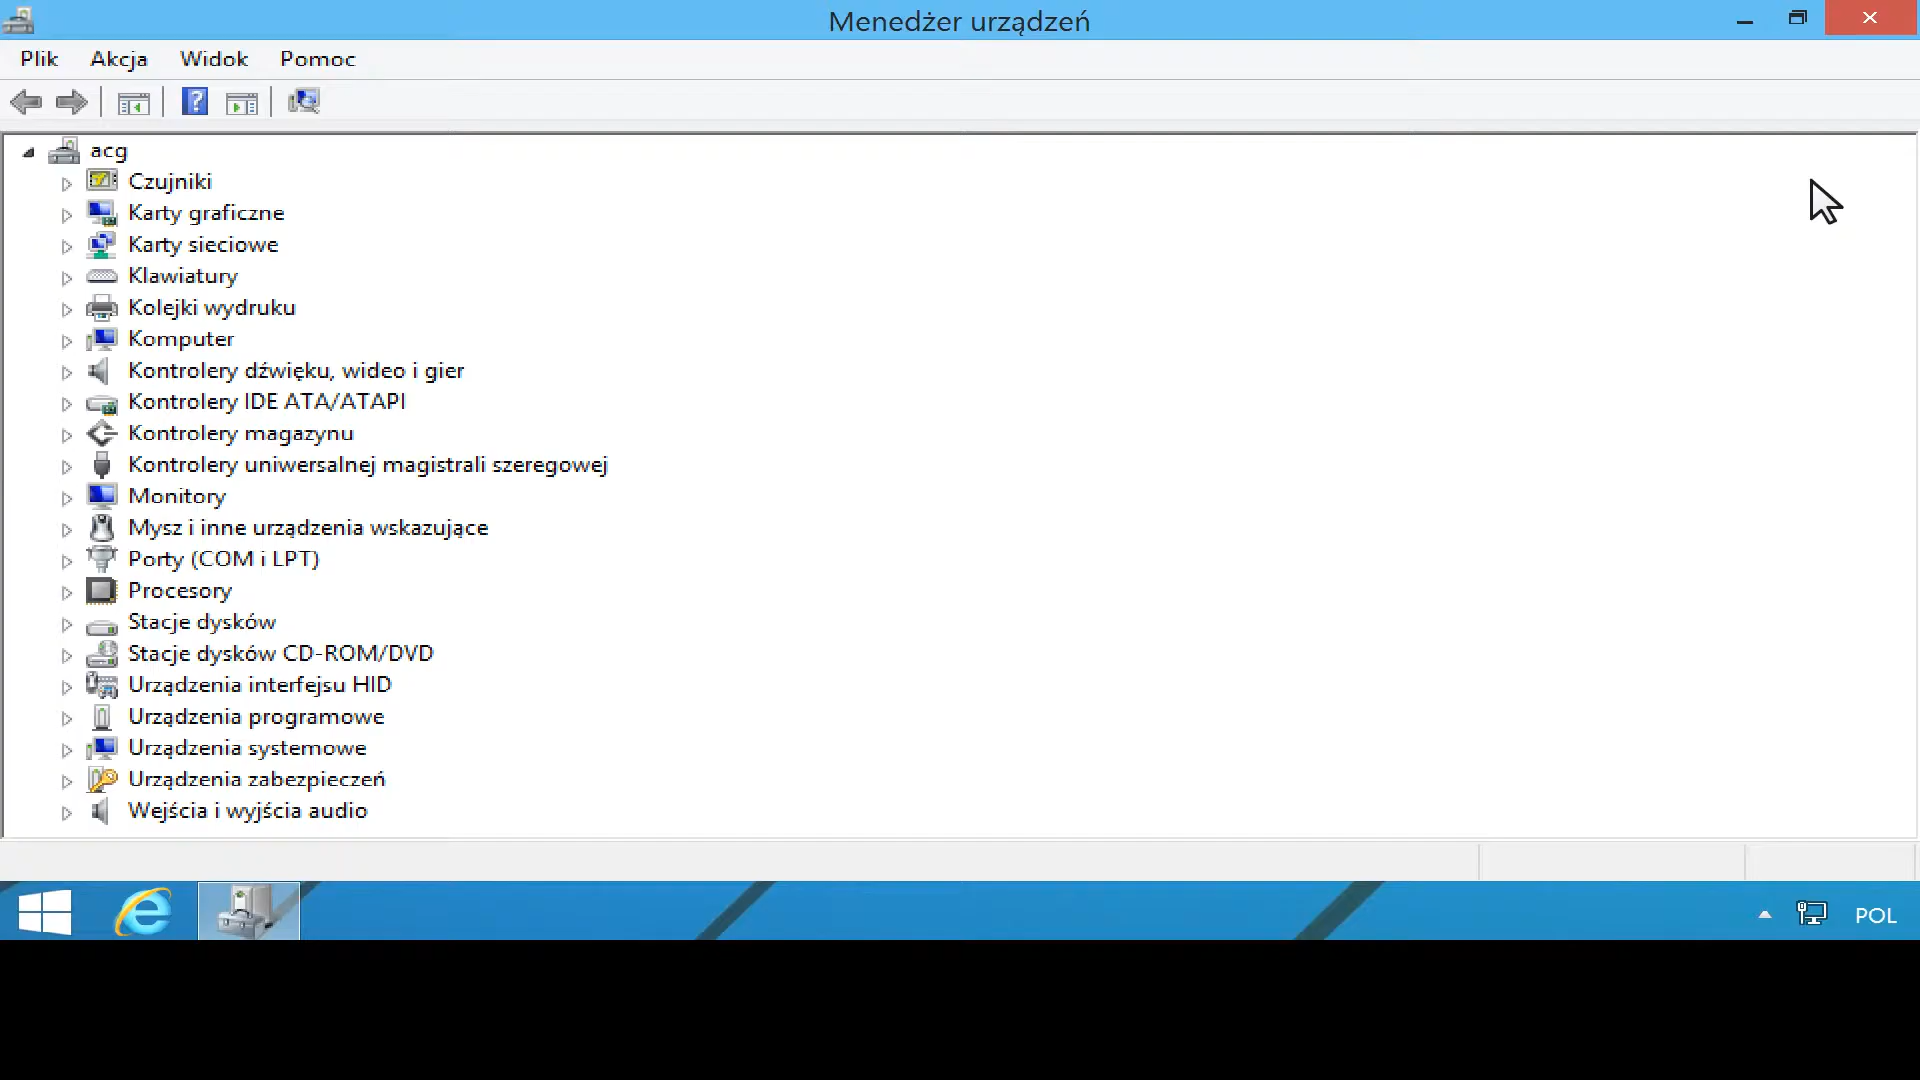 Menedżer urządzeń
Plik Akcja Widok Pomoc
acg
Czujniki
Karty graficzne
Karty sieciowe
Klawiatury
Kolejki wydruku
Komputer
Kontrolery dźwięku, wideo i gier
Kontrolery IDE ATA/ATAPI
Kontrolery magazynu
Kontrolery uniwersalnej magistrali szeregowej
Monitory
Mysz i inne urządzenia wskazujące
Porty (COM i LPT)
Procesory
Stacje dysków
Stacje dysków CD-ROM/DVD
Urządzenia interfejsu HID
Urządzenia programowe
Urządzenia systemowe
Urządzenia zabezpieczeń
Wejścia i wyjścia audio
POL